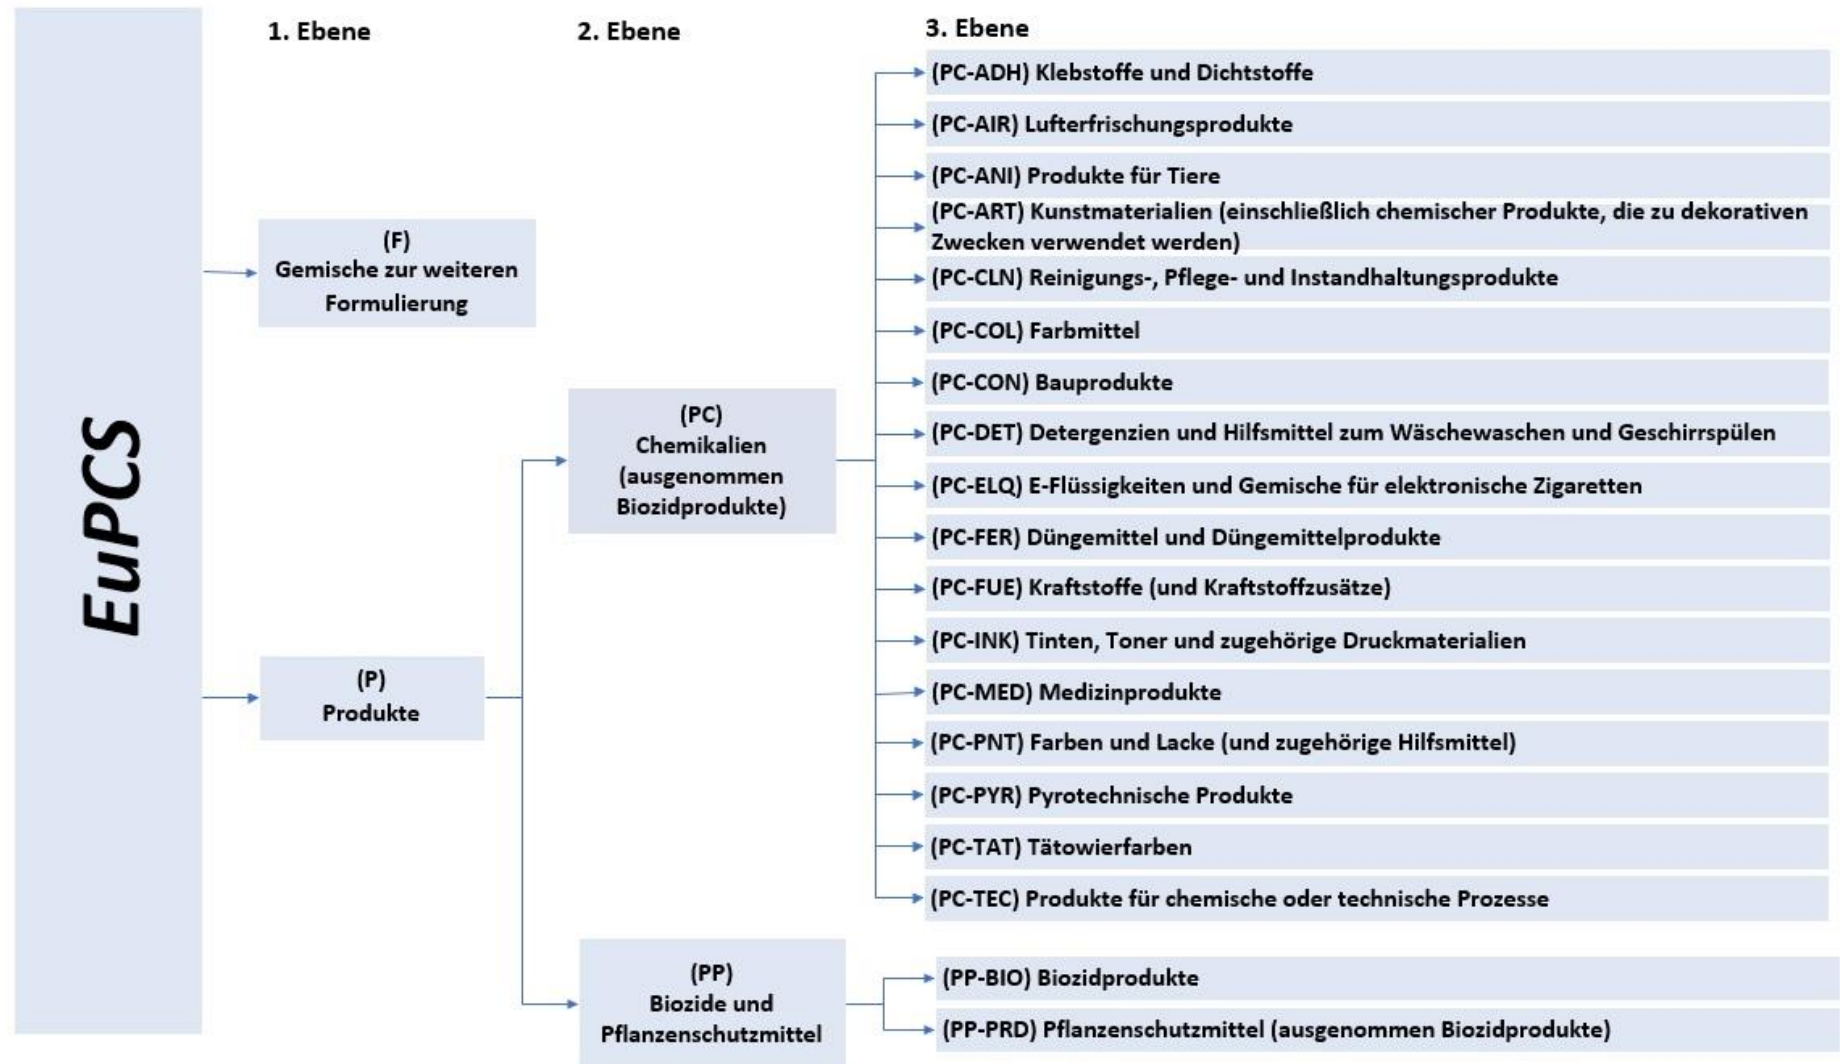 EuPCS
1. Ebene
2. Ebene
3. Ebene
(F)
Gemische zur weiteren
Formulierung
(P)
Produkte
(PC)
Chemikalien
(ausgenommen
Biozidprodukte)
(PP)
Biozide und
Pflanzenschutzmittel
(PC-ADH) Klebstoffe und Dichtstoffe
(PC-AIR) Lufterfrischungsprodukte
(PC-ANI) Produkte für Tiere
(PC-ART) Kunstmaterialien (einschließlich chemischer Produkte, die zu dekorativen
Zwecken verwendet werden)
(PC-CLN) Reinigungs-, Pflege- und Instandhaltungsprodukte
(PC-COL) Farbmittel
(PC-CON) Bauprodukte
(PC-DET) Detergenzien und Hilfsmittel zum Wäschewaschen und Geschirrspülen
(PC-ELQ) E-Flüssigkeiten und Gemische für elektronische Zigaretten
(PC-FER) Düngemittel und Düngemittelprodukte
(PC-FUE) Kraftstoffe (und Kraftstoffzusätze)
(PC-INK) Tinten, Toner und zugehörige Druckmaterialien
(PC-MED) Medizinprodukte
(PC-PNT) Farben und Lacke (und zugehörige Hilfsmittel)
(PC-PYR) Pyrotechnische Produkte
(PC-TAT) Tätowierfarben
(PC-TEC) Produkte für chemische oder technische Prozesse
(PP-BIO) Biozidprodukte
(PP-PRD) Pflanzenschutzmittel (ausgenommen Biozidprodukte)